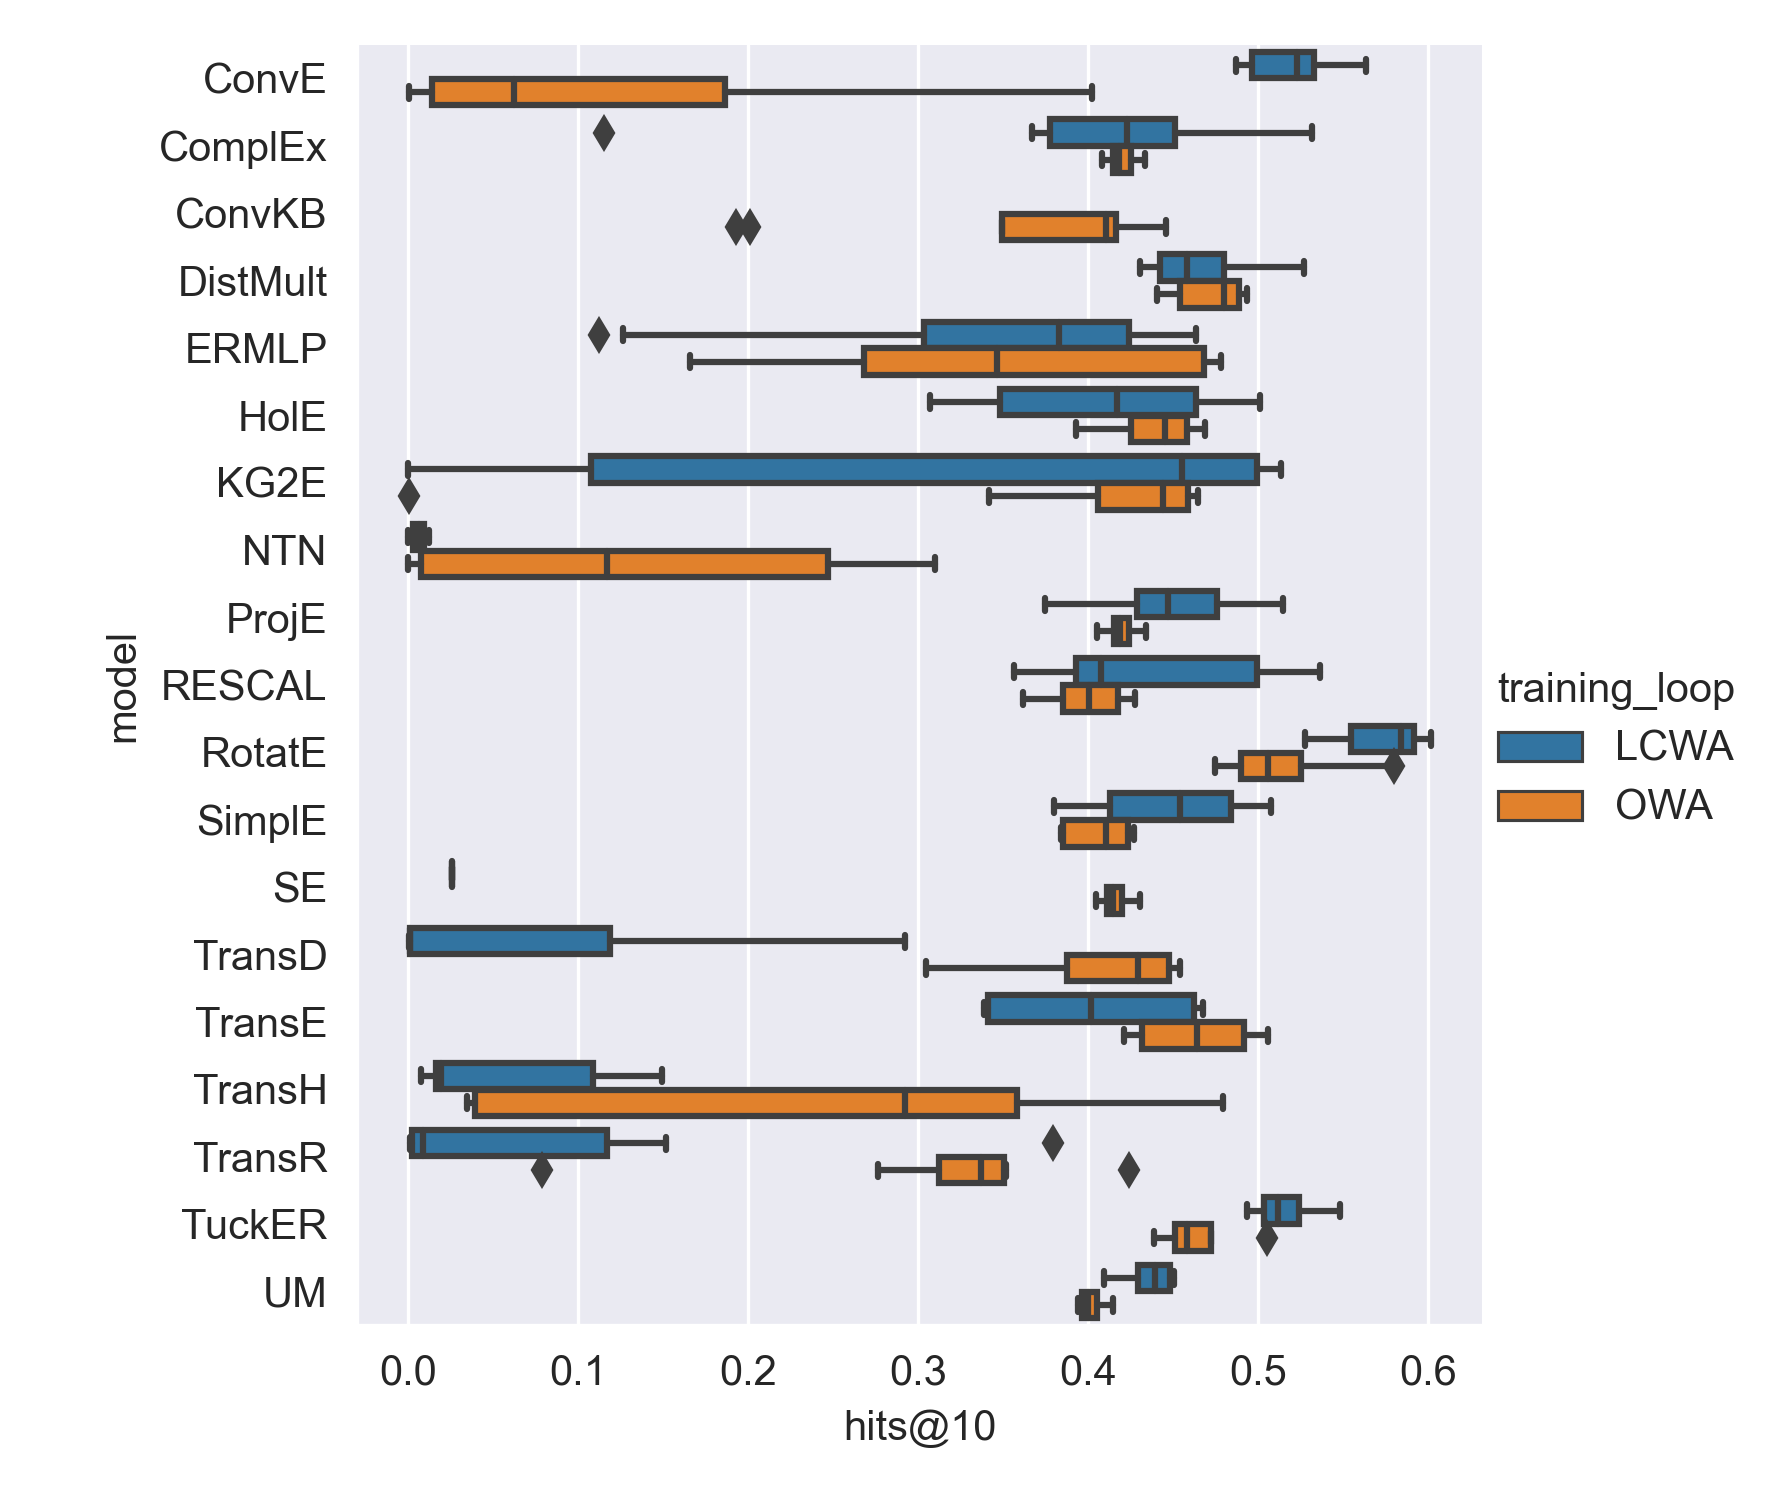 ConvE
ComplEx
ConvKB
DistMult
ERMLP
HolE
KG2E
NTN
ProjE
RESCAL
RotatE
SimplE
SE
TransD
TransE
TransH
TransR
TuckER
UM
model
0.0 0.1 0.2 0.3 0.4 0.5 0.6
hits@10
training_loop
LCWA
OWA